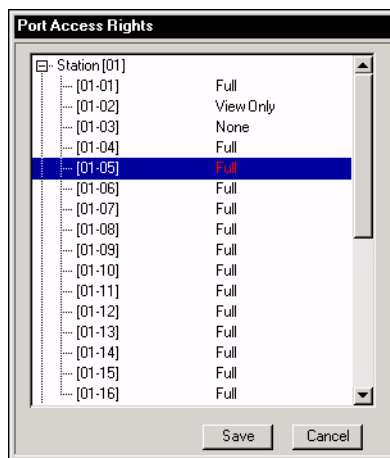 Port Access Rights
Station [01]
[01-01] Full
[01-02] View Only
[01-03] None
[01-04] Full
[01-05] Full
[01-06] Full
[01-07] Full
[01-08] Full
[01-09] Full
[01-10] Full
[01-11] Full
[01-12] Full
[01-13] Full
[01-14] Full
[01-15] Full
[01-16] Full
Save Cancel